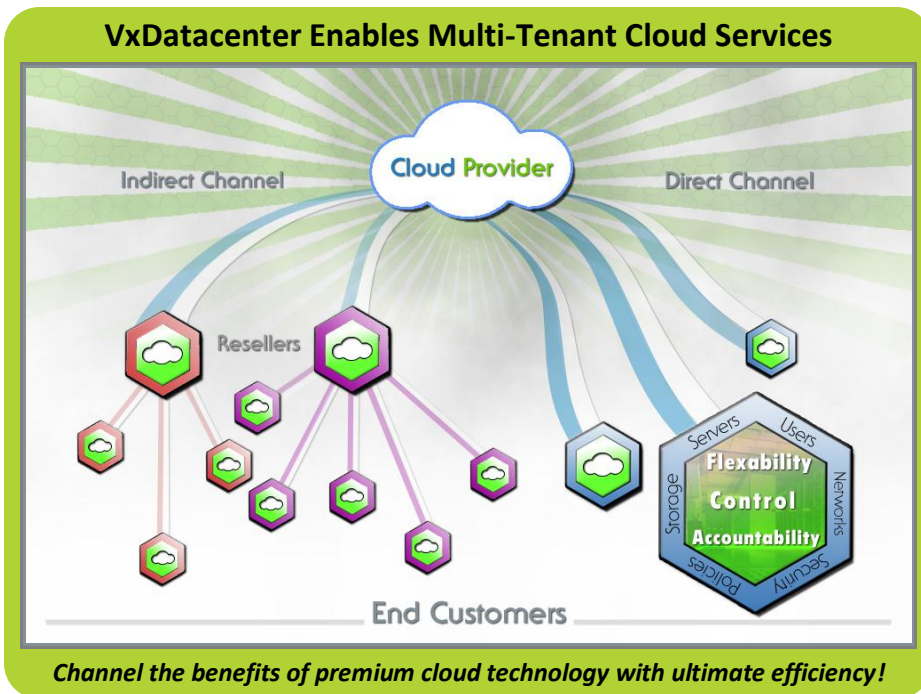 VxDatacenter Enables Multi-Tenant Cloud Services
Cloud Provider
Indirect Channel
Direct Channel
Resellers
Servers
Users
Storage
Flexability
Networks
Control
Accountability
Policies
Security
End Customers
Channel the benefits of premium cloud technology with ultimate efficiency!